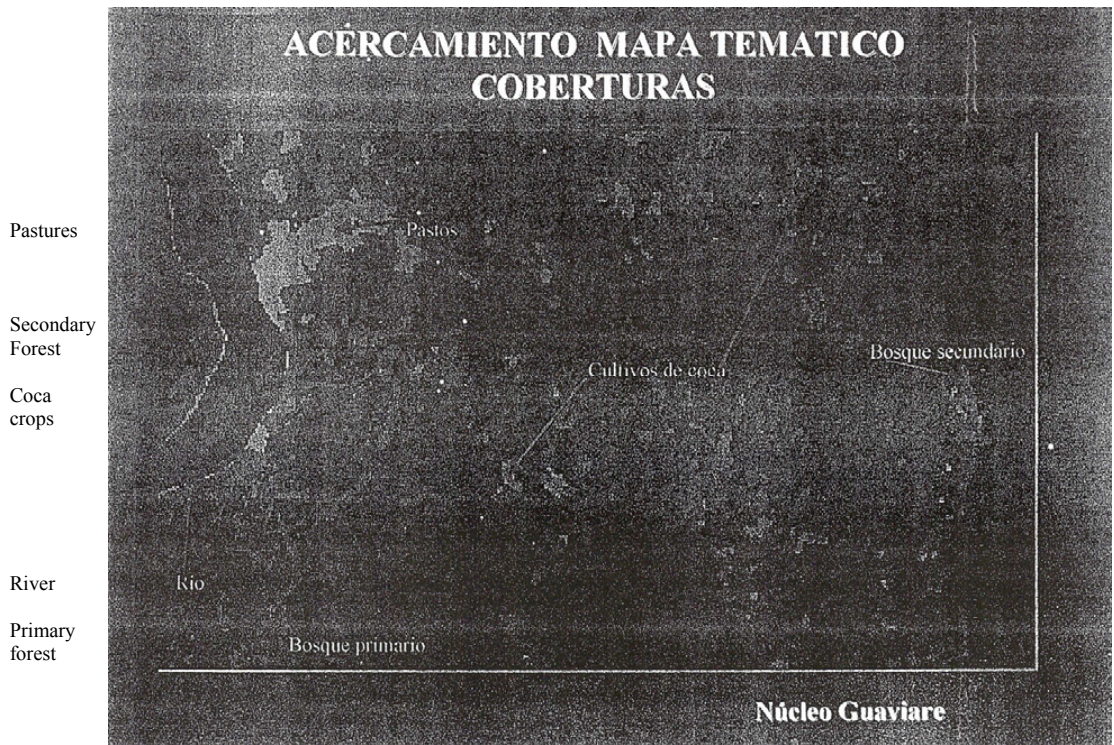 ACERCAMIENTO MAPA TEMATICO
COBERTURAS
Pastures
Pastos
Secondary
Forest
Bosque secundario
Coca
crops
Cultivos de coca
River
Río
Primary
forest
Bosque primario
Núcleo Guaviare